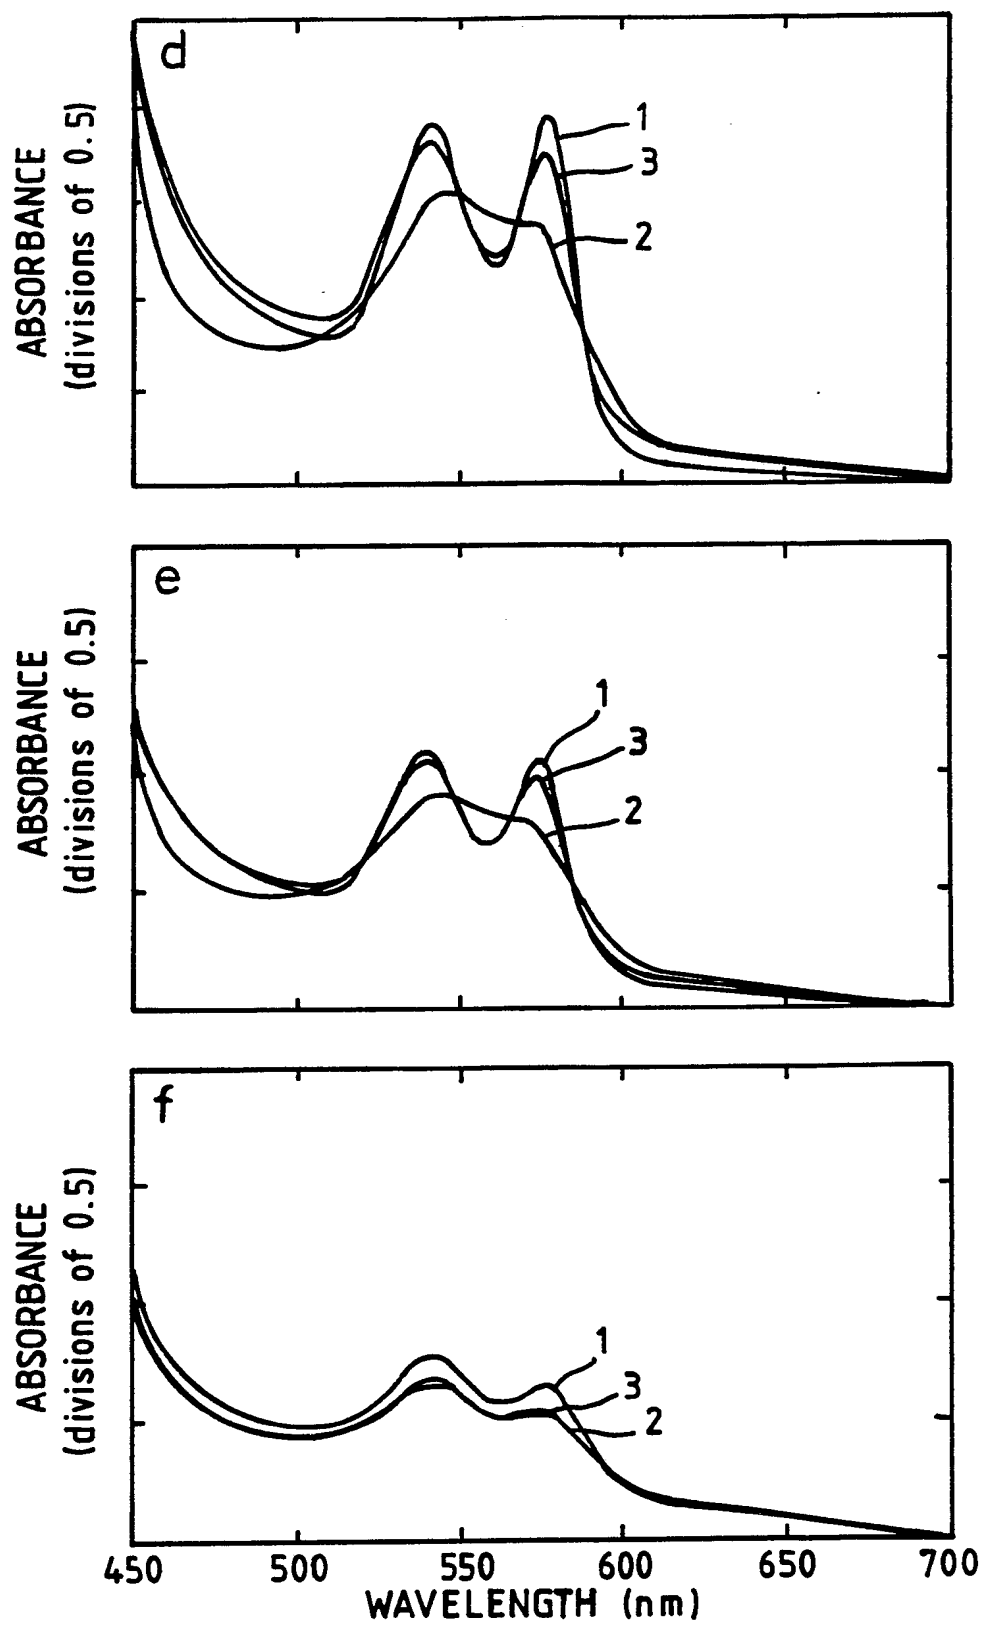 d
ABSORBANCE
(divisions of 0.5)
1
3
2
e
ABSORBANCE
(divisions of 0.5)
1
3
2
f
ABSORBANCE
(divisions of 0.5)
1
3
2
450 500 550 600 650 700
WAVELENGTH (nm)